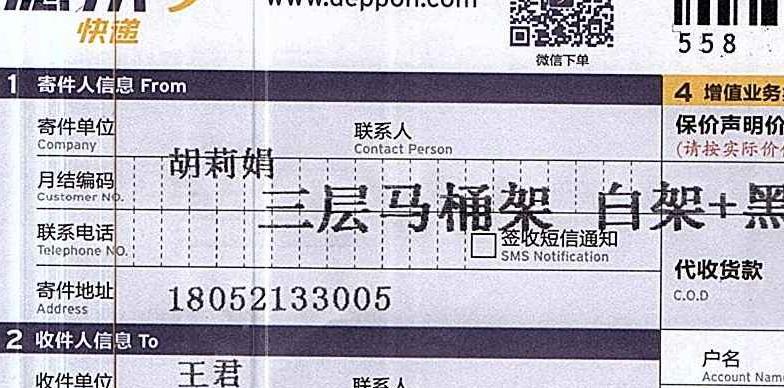 www.deppon.com
快递
微信下单
558
1 寄件人信息 From
4 增值业务
寄件单位
Company
联系人
Contact Person
保价声明价
(请按实际价
胡莉娟
月结编码
Customer NO.
三层马桶架 白架+黑
联系电话
Telephone NO.
签收短信通知
SMS Notification
代收货款
C.O.D
寄件地址
Address
18052133005
2 收件人信息 To
户名
Account Nam
收件单位
王君
联系人